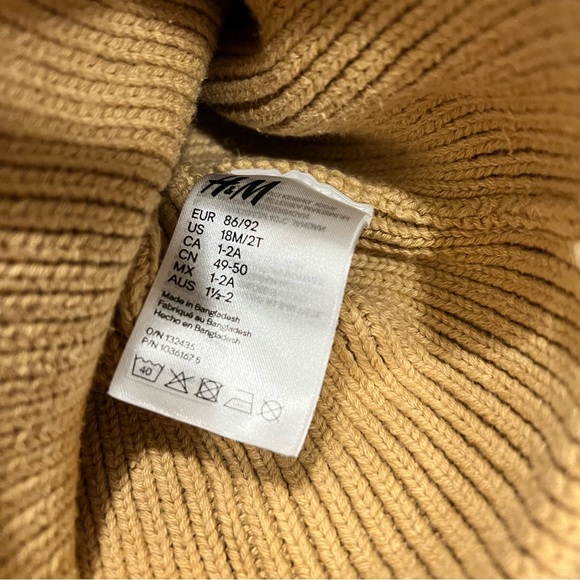 H&M
EUR 86/92
US 18M/2T
CA 1-2A
CN 49-50
MX 1-2A
AUS 1½-2
Made in Bangladesh
Fabriqué au Bangladesh
Hecho en Bangladesh
O/N 132435
P/N 10361675
40